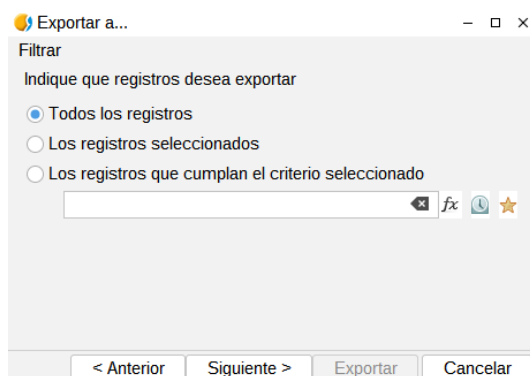 Exportar a...
Filtrar
Indique que registros desea exportar
Todos los registros
Los registros seleccionados
Los registros que cumplan el criterio seleccionado
fx
< Anterior Siguiente > Exportar Cancelar